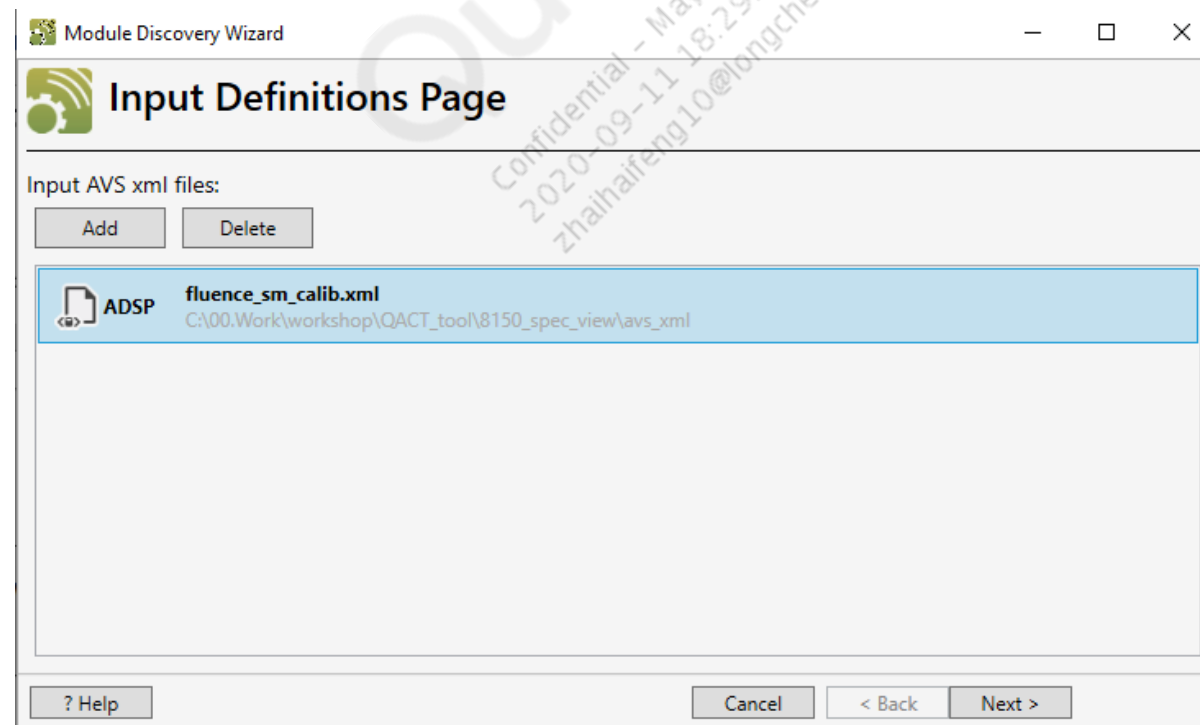 Module Discovery Wizard
Input Definitions Page
Input AVS xml files:
Add Delete
ADSP
fluence_sm_calib.xml
C:\00.Work\workshop\QACT_tool\8150_spec_view\avs_xml
? Help Cancel < Back Next >
Qu
Confidential - May
2020-09-11 18:29
zhaihaifeng10@longche